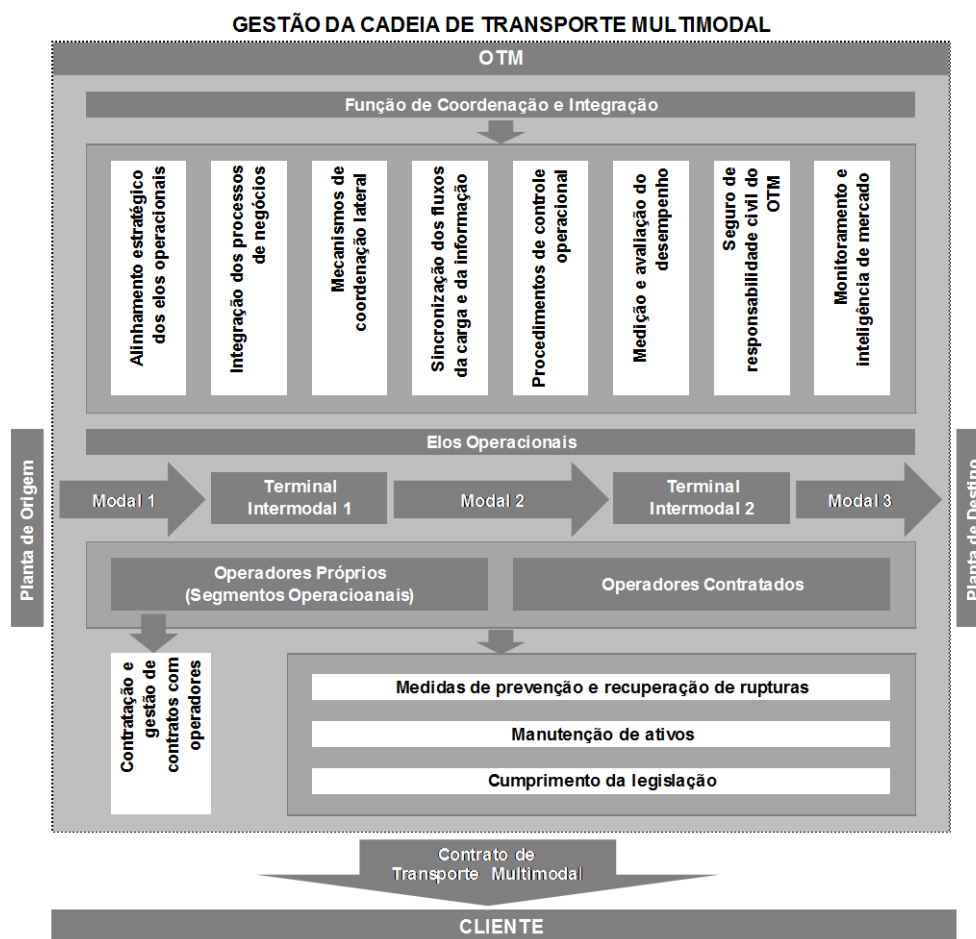 GESTÃO DA CADEIA DE TRANSPORTE MULTIMODAL
OTM
Função de Coordenação e Integração
Alinhamento estratégico
dos elos operacionais
Integração dos processos
de negócios
Mecanismos de
coordenação lateral
Sincronização dos fluxos
da carga e da informação
Procedimentos de controle
operacional
Medição e avaliação do
desempenho
Seguro de
responsabilidade civil do
OTM
Monitoramento e
inteligência de mercado
Elos Operacionais
Planta de Origem
Modal 1
Terminal
Intermodal 1
Modal 2
Terminal
Intermodal 2
Modal 3
Planta de Destino
Operadores Próprios
(Segmentos Operacioanais)
Operadores Contratados
Contratação e
gestão de
contratos com
operadores
Medidas de prevenção e recuperação de rupturas
Manutenção de ativos
Cumprimento da legislação
Contrato de
Transporte Multimodal
CLIENTE